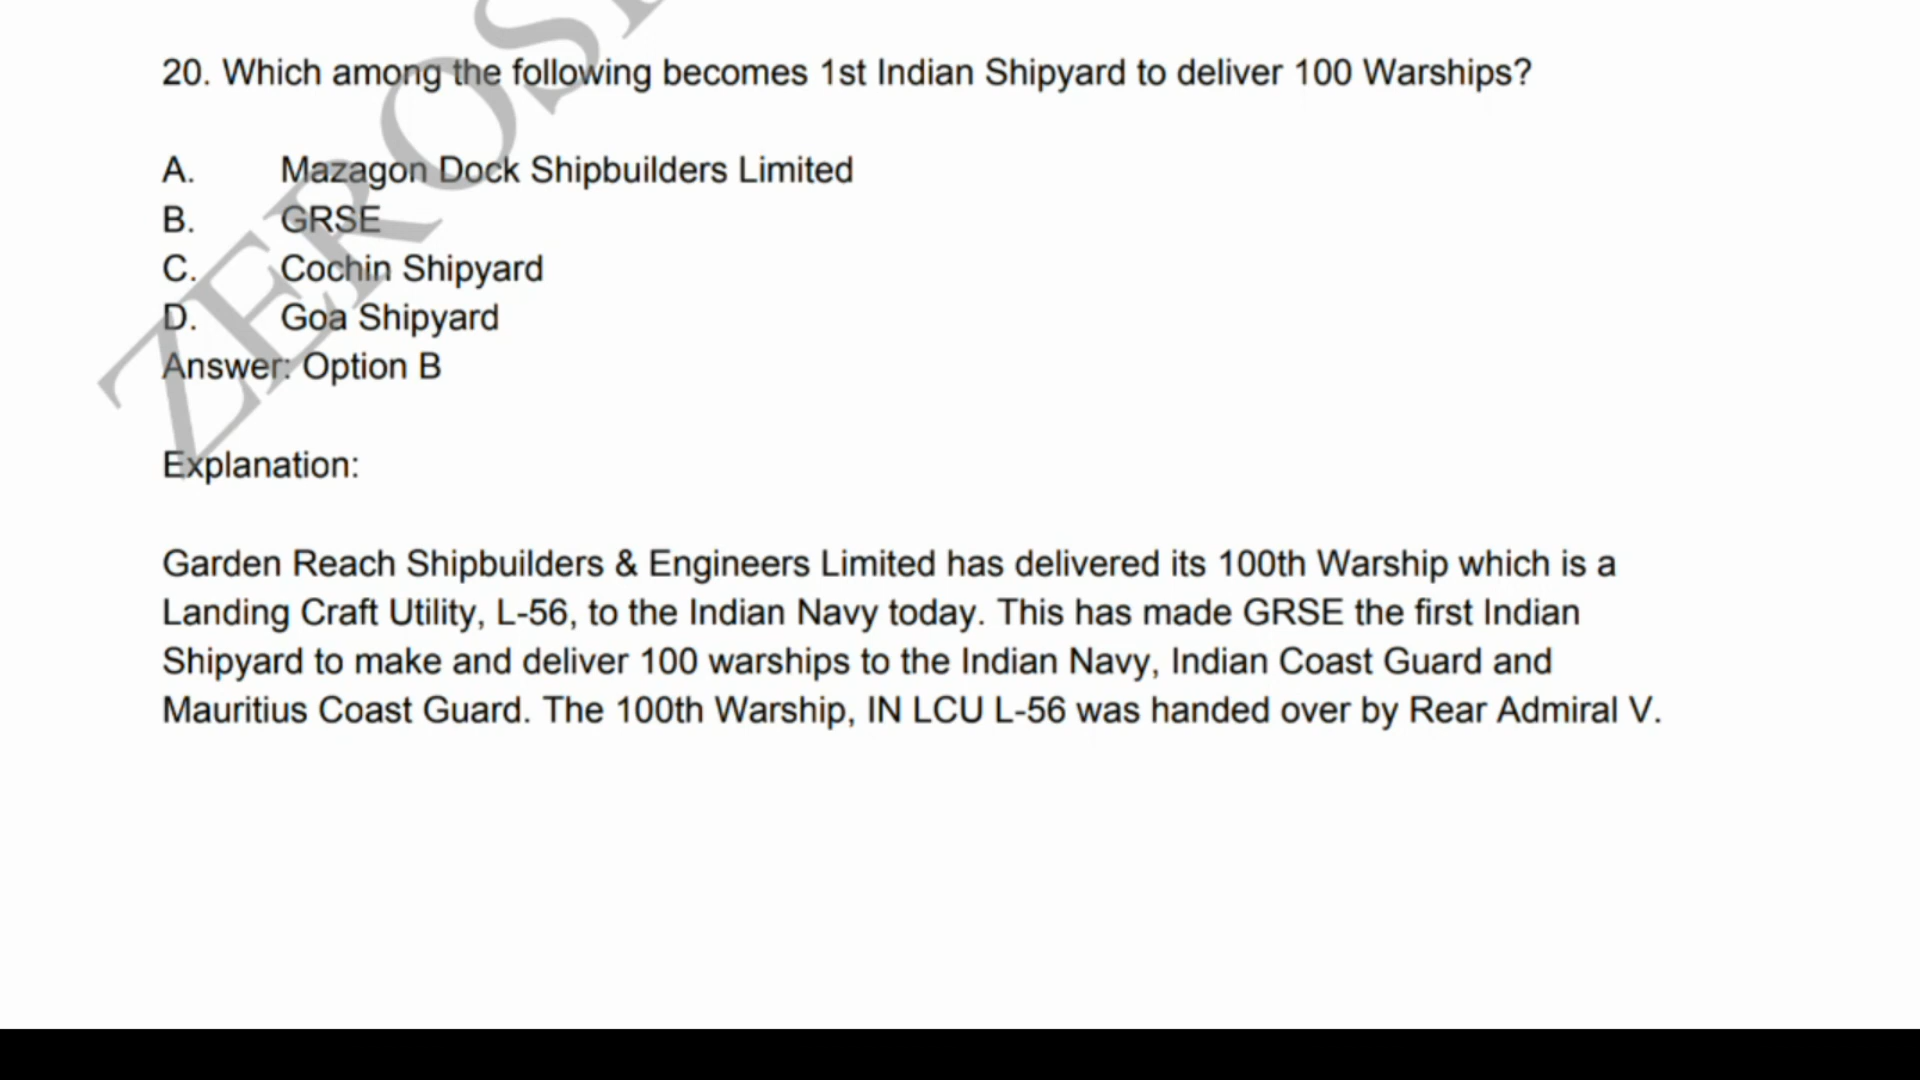 20. Which among the following becomes 1st Indian Shipyard to deliver 100 Warships?
A. Mazagon Dock Shipbuilders Limited
B. GRSE
C. Cochin Shipyard
D. Goa Shipyard
Answer: Option B
Explanation:
Garden Reach Shipbuilders & Engineers Limited has delivered its 100th Warship which is a
Landing Craft Utility, L-56, to the Indian Navy today. This has made GRSE the first Indian
Shipyard to make and deliver 100 warships to the Indian Navy, Indian Coast Guard and
Mauritius Coast Guard. The 100th Warship, IN LCU L-56 was handed over by Rear Admiral V.
ZEROS